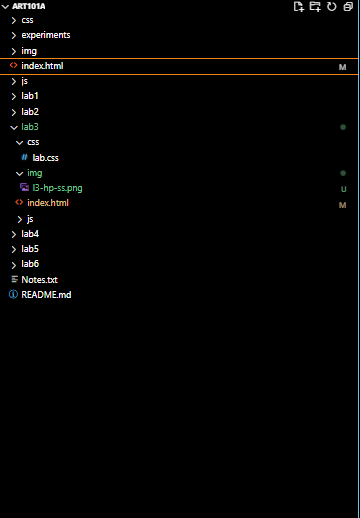 ART101A
css
experiments
img
index.html M
js
lab1
lab2
lab3
css
# lab.css
img
l3-hp-ss.png U
index.html M
js
lab4
lab5
lab6
Notes.txt
README.md